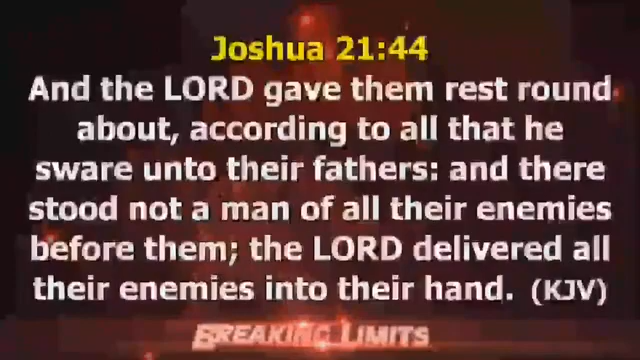 Joshua 21:44
And the LORD gave them rest round
about, according to all that he
sware unto their fathers: and there
stood not a man of all their enemies
before them; the LORD delivered all
their enemies into their hand. (KJV)
BREAKING LIMITS